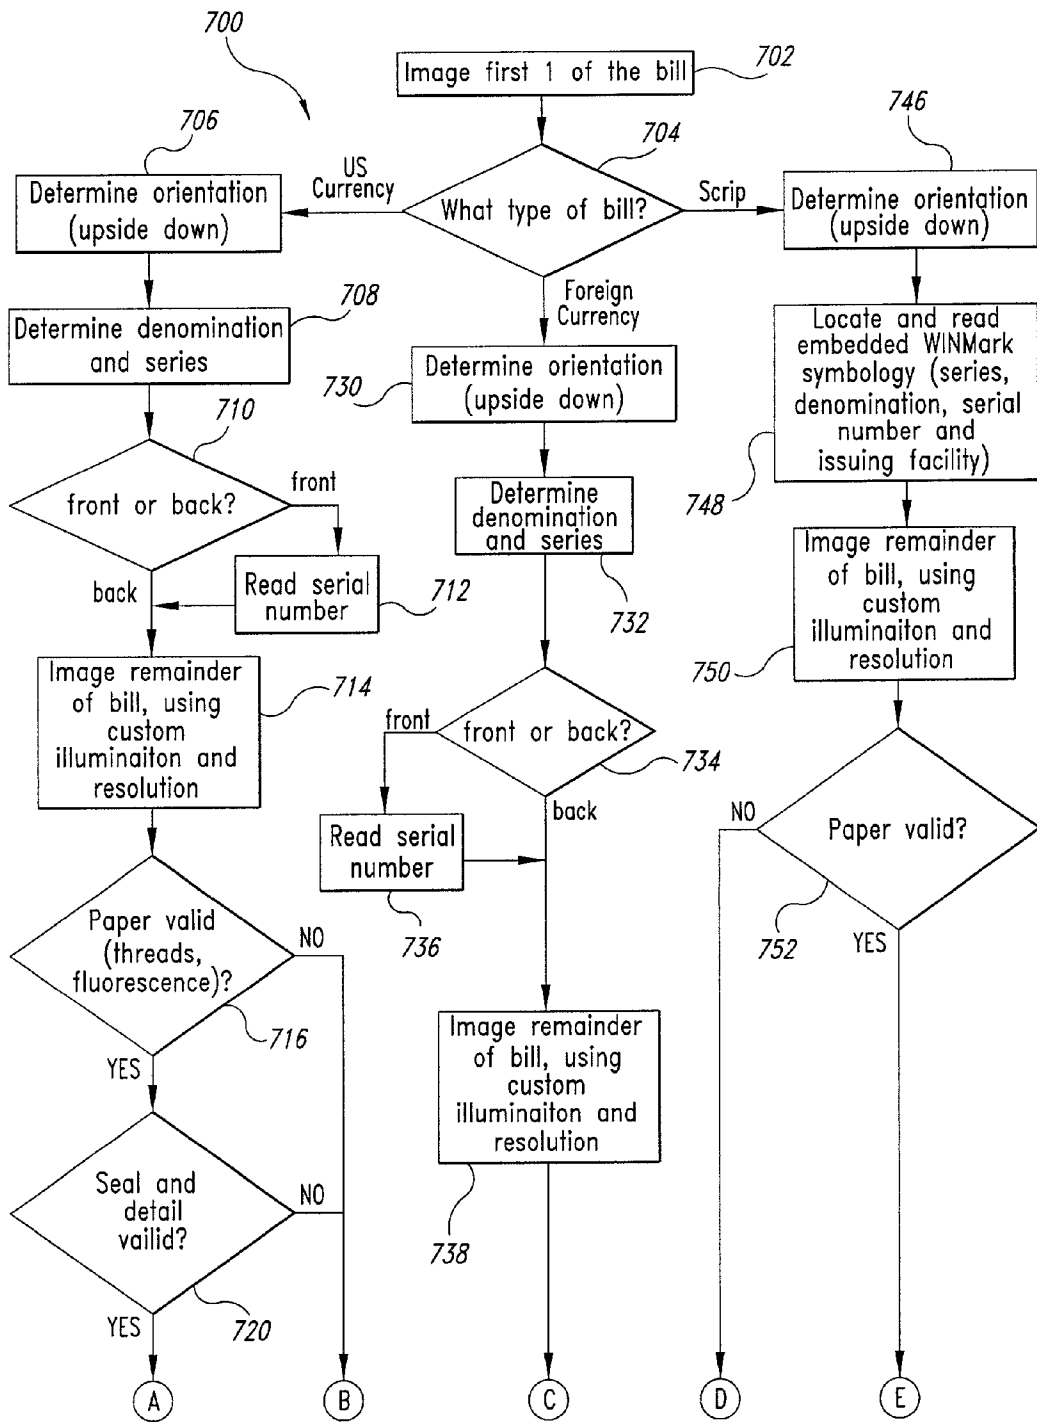 700
Image first 1 of the bill
702
706
US
Currency
704
What type of bill?
Scrip
746
Determine orientation
(upside down)
Determine orientation
(upside down)
708
Determine denomination
and series
Foreign
Currency
730
Determine orientation
(upside down)
Locate and read
embedded WINMark
symbology (series,
denomination, serial
number and
issuing facility)
748
710
front or back?
front
back
Read serial
number
712
Determine
denomination
and series
732
Image remainder
of bill, using
custom
illuminaiton and
resolution
750
Image remainder
of bill, using
custom
illuminaiton and
resolution
714
front
front or back?
734
back
Read serial
number
736
NO
Paper valid?
752
YES
Paper valid
(threads,
fluorescence)?
NO
716
YES
Image remainder
of bill, using
custom
illuminaiton and
resolution
738
Seal and
detail
vailid?
NO
720
YES
A
B
C
D
E